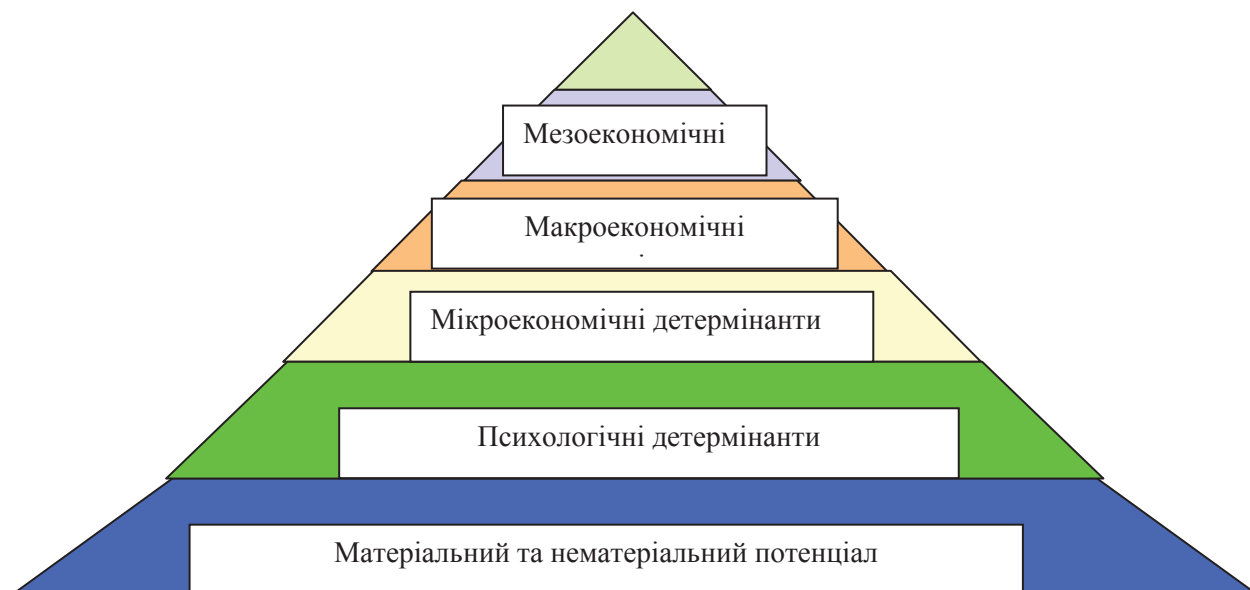 Мезоекономічні
Макроекономічні
Мікроекономічні детермінанти
Психологічні детермінанти
Матеріальний та нематеріальний потенціал